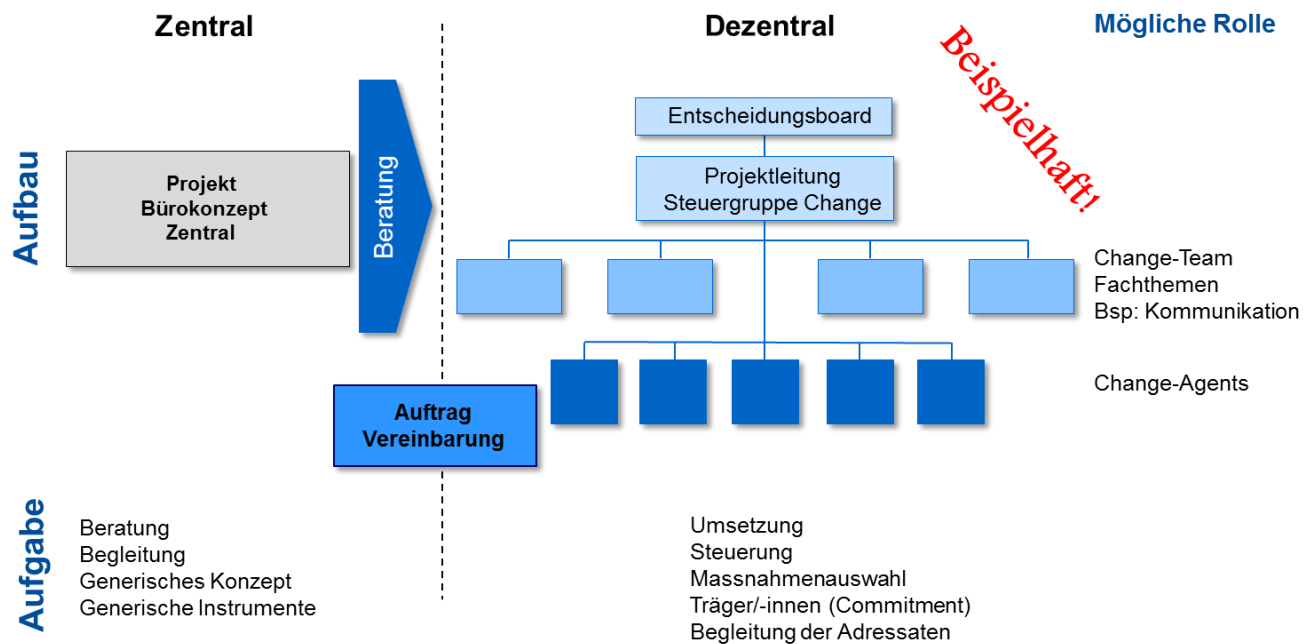 Zentral
Dezentral
Mögliche Rolle
Beispielhaft!
Aufbau
Projekt
Bürokonzept
Zentral
Beratung
Entscheidungsboard
Projektleitung
Steuergruppe Change
Change-Team
Fachthemen
Bsp: Kommunikation
Change-Agents
Auftrag
Vereinbarung
Aufgabe
Beratung
Begleitung
Generisches Konzept
Generische Instrumente
Umsetzung
Steuerung
Massnahmenauswahl
Träger/-innen (Commitment)
Begleitung der Adressaten